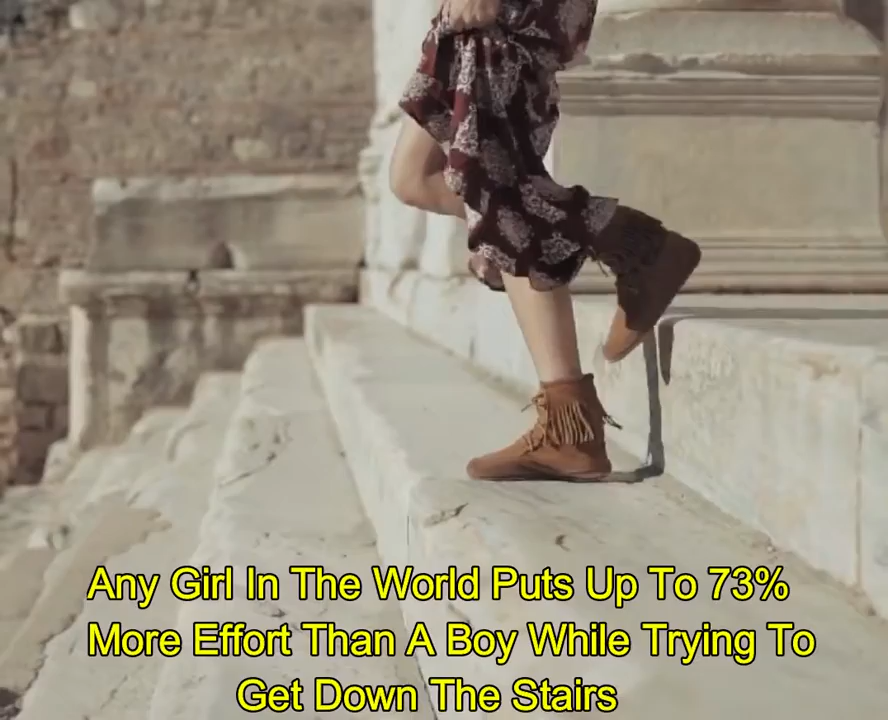 Any Girl In The World Puts Up To 73%
More Effort Than A Boy While Trying To
Get Down The Stairs